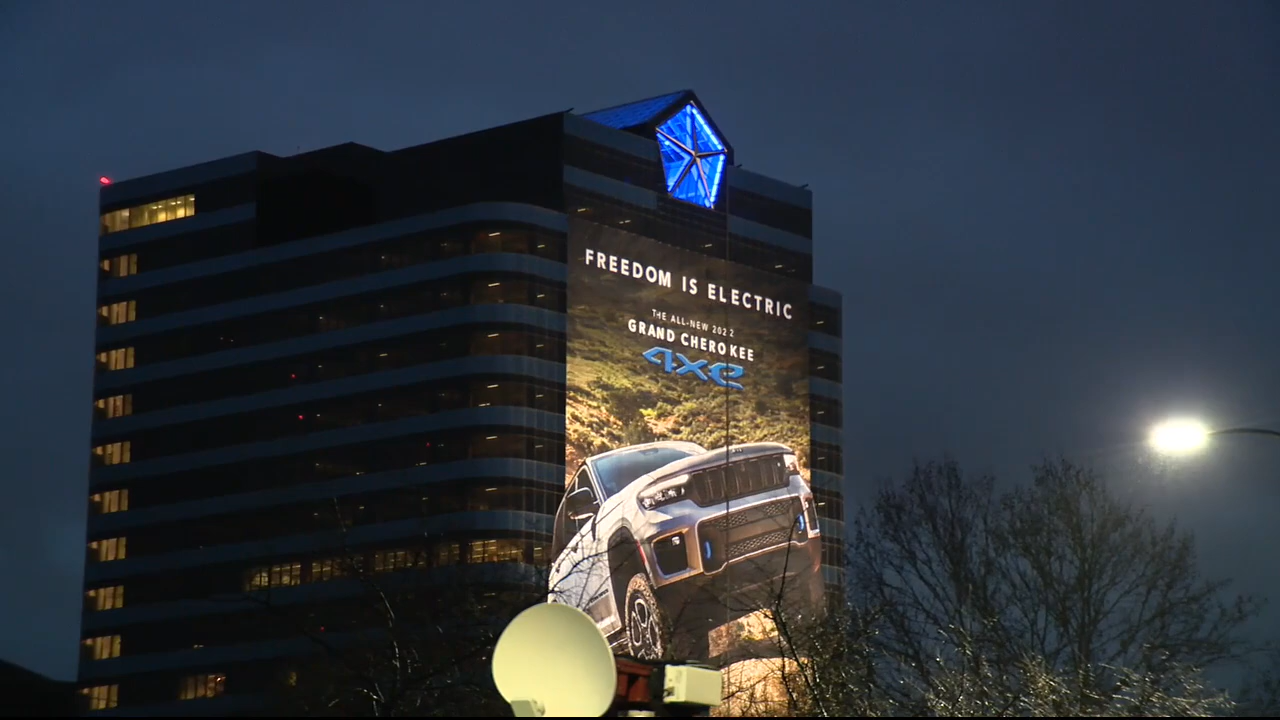 FREEDOM IS ELECTRIC
THE ALL-NEW 2022
GRAND CHEROKEE
4xe